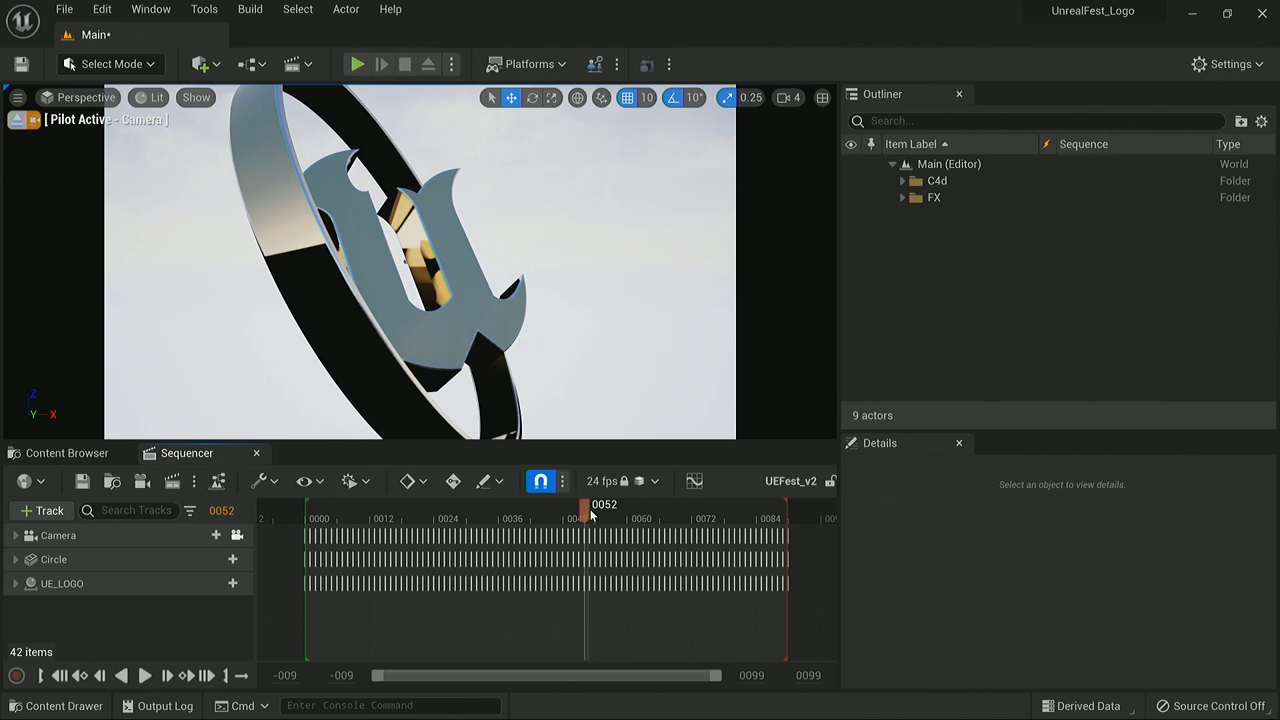 File Edit Window Tools Build Select Actor Help
UnrealFest_Logo
Main*
Select Mode
Platforms
Settings
Perspective Lit Show
10 10° 0.25 4
[ Pilot Active - Camera ]
Z
Y X
Outliner
Search...
Item Label Sequence Type
Main (Editor) World
C4d Folder
FX Folder
9 actors
Details
Select an object to view details.
Content Browser Sequencer
24 fps UEFest_v2
Track Search Tracks 0052
0052
2 0000 0012 0024 0036 0048 0060 0072 0084
Camera
Circle
UE_LOGO
42 items
-009 -009 0099 0099
Content Drawer Output Log Cmd Enter Console Command Derived Data Source Control Off